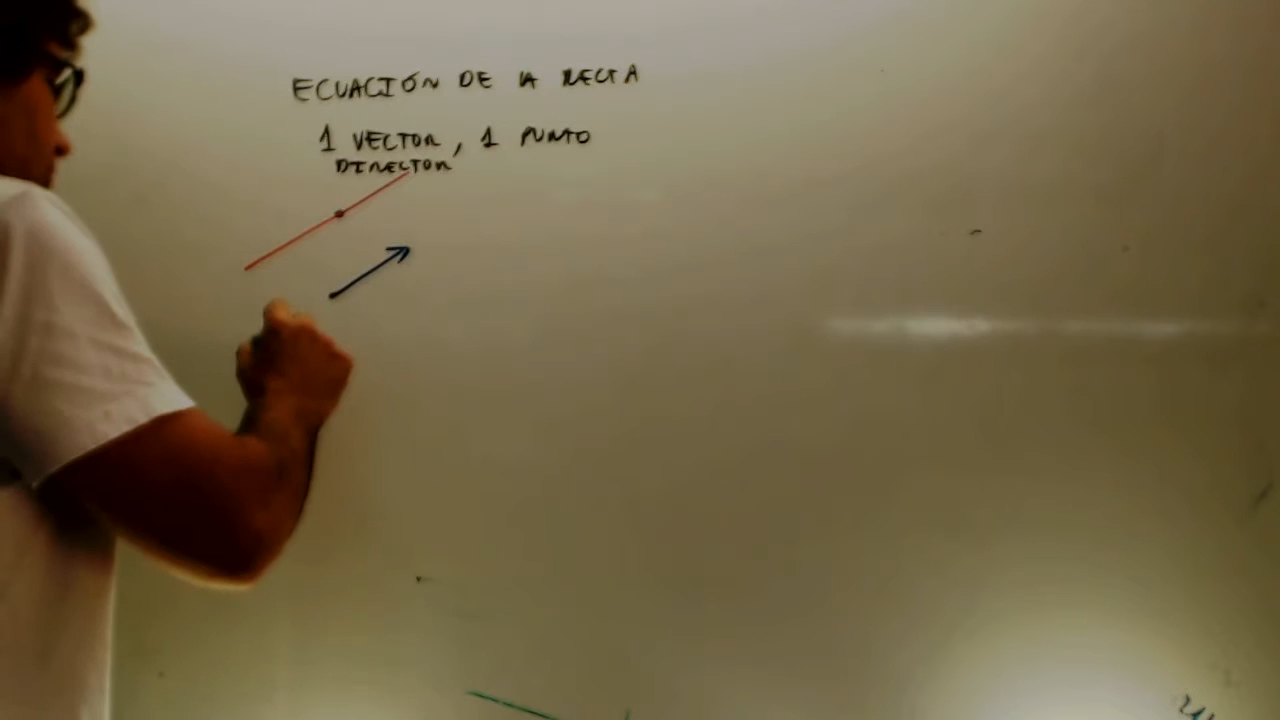 ECUACIÓN DE LA RECTA
1 VECTOR, 1 PUNTO
DIRECTOR